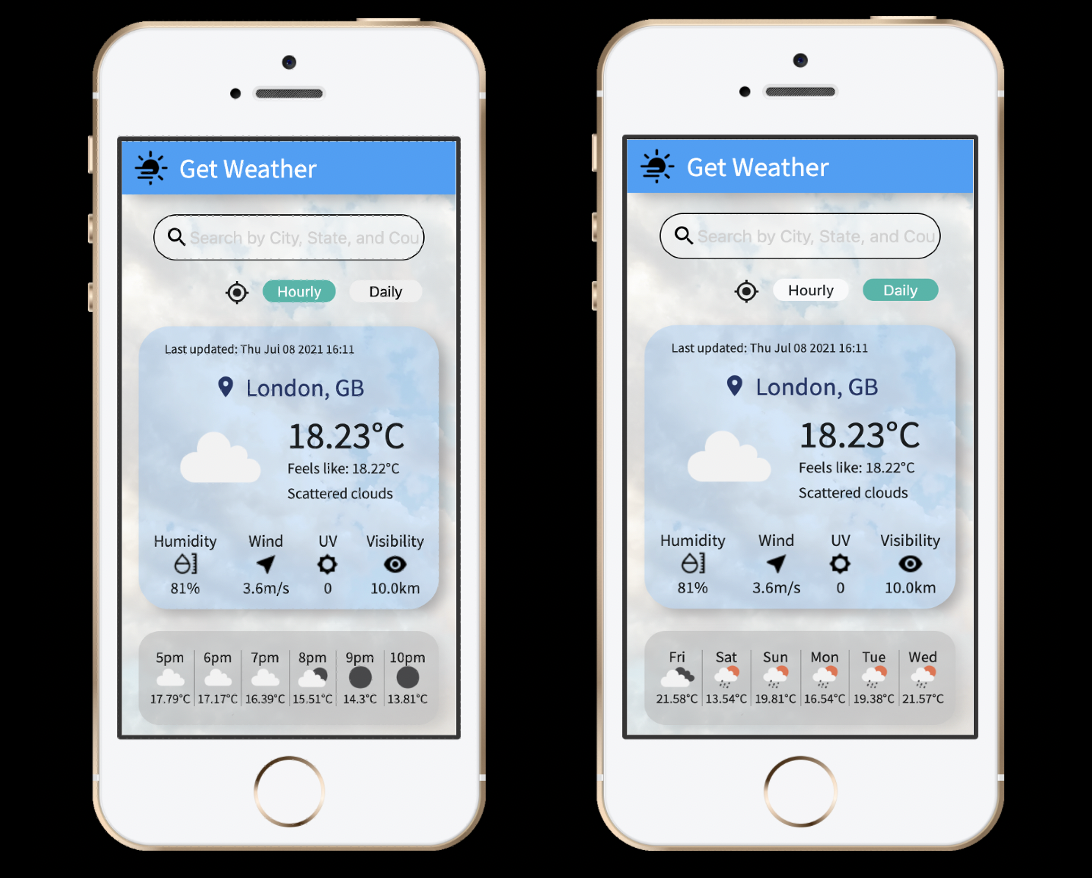 Get Weather
Search by City, State, and Cou
Hourly Daily
Last updated: Thu Jul 08 2021 16:11
London, GB
18.23°C
Feels like: 18.22°C
Scattered clouds
Humidity Wind UV Visibility
81% 3.6m/s 0 10.0km
5pm 6pm 7pm 8pm 9pm 10pm
17.79°C 17.17°C 16.39°C 15.51°C 14.3°C 13.81°C
Get Weather
Search by City, State, and Cou
Hourly Daily
Last updated: Thu Jul 08 2021 16:11
London, GB
18.23°C
Feels like: 18.22°C
Scattered clouds
Humidity Wind UV Visibility
81% 3.6m/s 0 10.0km
Fri Sat Sun Mon Tue Wed
21.58°C 13.54°C 19.81°C 16.54°C 19.38°C 21.57°C